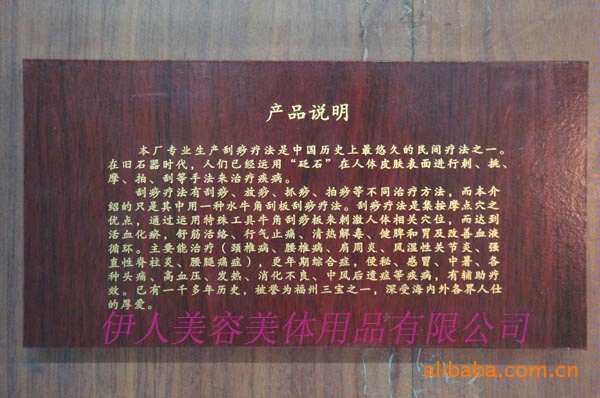 产品说明
本厂专业生产刮痧疗法是中国历史上最悠久的民间疗法之一。
在旧石器时代，人们已经运用“砭石”在人体皮肤表面进行刺、挑、
摩、拍、刮等手法来治疗疾病。
刮痧疗法有刮痧、放痧、抓痧、拍痧等不同治疗方法，而本介
绍的只是其中用一种水牛角刮板刮痧疗法。刮痧疗法是集按摩点穴之
优点，通过运用特殊工具牛角刮痧板来刺激人体相关穴位，而达到
活血化瘀，舒筋活络、行气止痛、清热解毒、健脾和胃及改善血液
循环。主要能治疗（颈椎病、腰椎病、肩周炎、风湿性关节炎、强
直性脊柱炎、腰腿痛症），更年期综合症，便秘、感冒、中暑、各
种头痛、高血压、发热、消化不良、中风后遗症等疾病，有辅助疗
效。已有一千多年历史，被誉为福州三宝之一，深受海内外各界人仕
的厚爱。
伊人美容美体用品有限公司
alibaba.com.cn